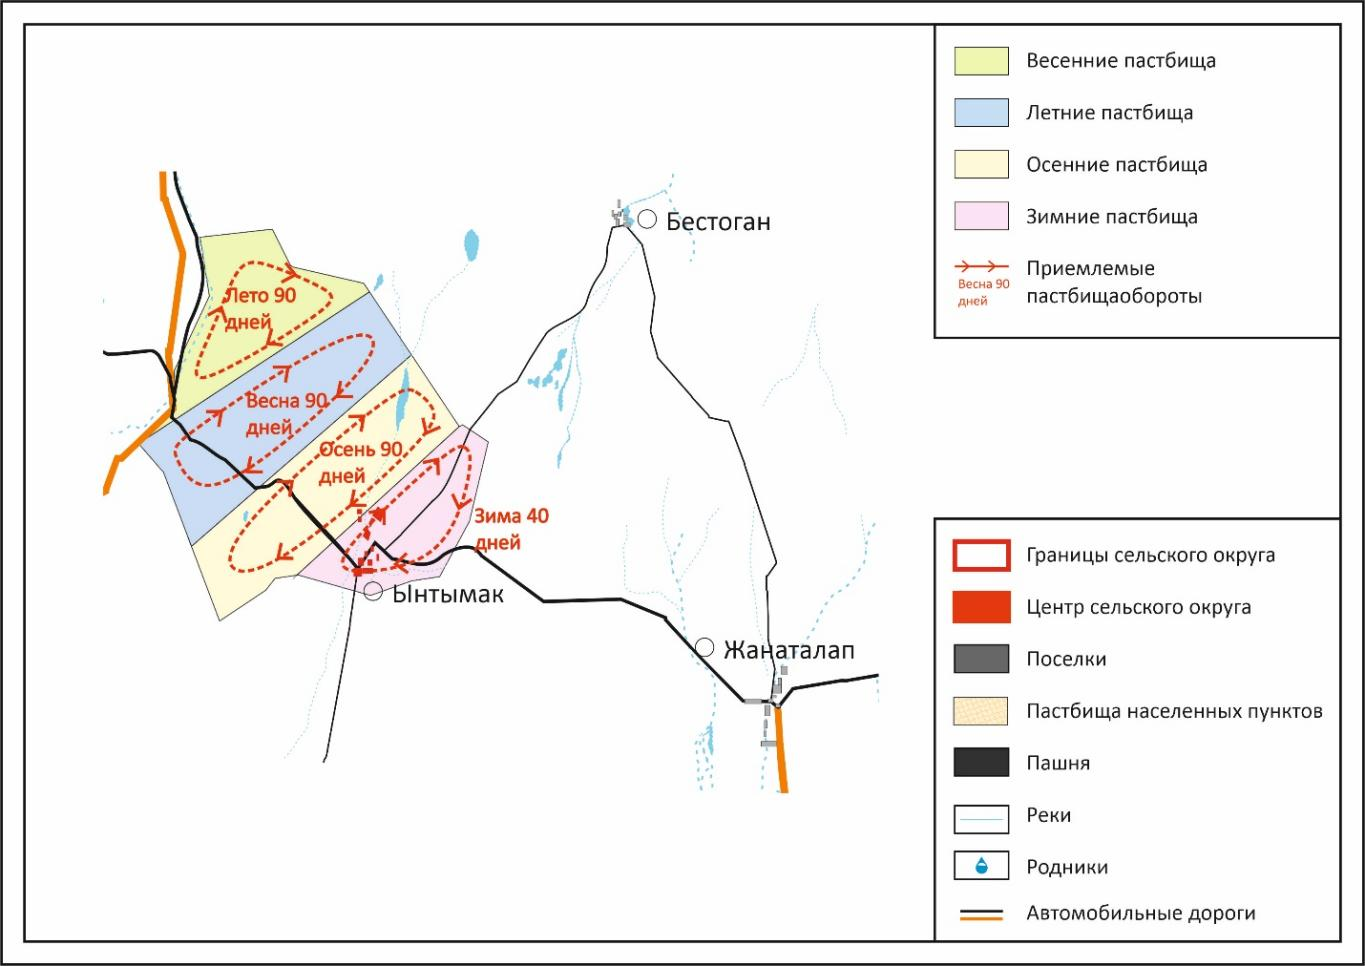 Весенние пастбища
Летние пастбища
Осенние пастбища
Зимние пастбища
Приемлемые
пастбищаобороты
Весна 90
дней
Бестоган
Лето 90
дней
Весна 90
дней
Осень 90
дней
Зима 40
дней
Ынтымак
Жанаталап
Границы сельского округа
Центр сельского округа
Поселки
Пастбища населенных пунктов
Пашня
Реки
Родники
Автомобильные дороги